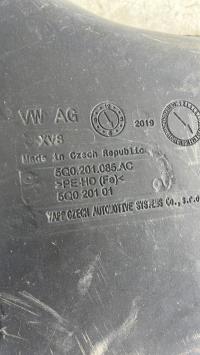 VW AG
2019
XVS
Made in Czech Republic
5Q0.201.085.AC
>PE-HD (Fe)<
5Q0 201 01
YAPP CZECH AUTOMOTIVE SYSTEMS CO., s.r.o